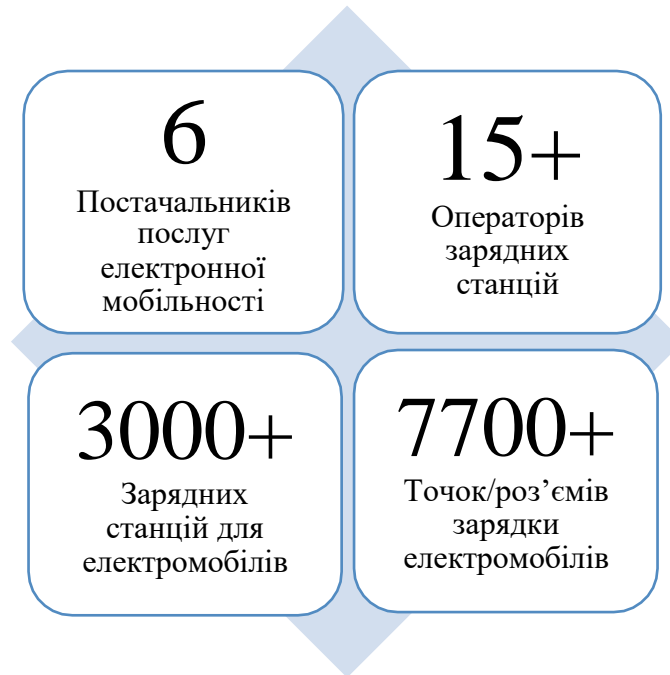 6
Постачальників
послуг
електронної
мобільності
15+
Операторів
зарядних
станцій
3000+
Зарядних
станцій для
електромобілів
7700+
Точок/роз’ємів
зарядки
електромобілів